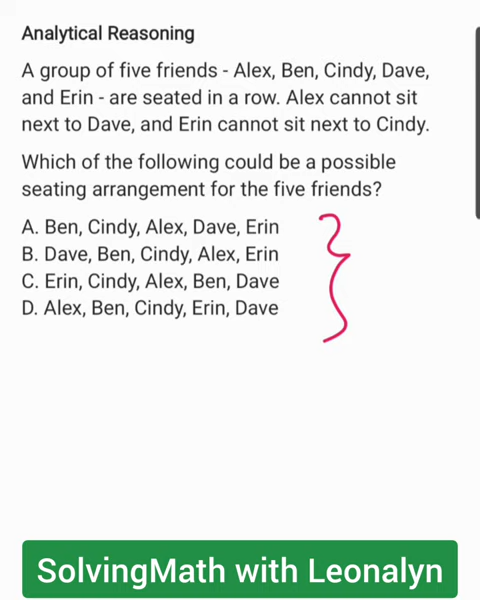 Analytical Reasoning
A group of five friends - Alex, Ben, Cindy, Dave,
and Erin - are seated in a row. Alex cannot sit
next to Dave, and Erin cannot sit next to Cindy.
Which of the following could be a possible
seating arrangement for the five friends?
A. Ben, Cindy, Alex, Dave, Erin
B. Dave, Ben, Cindy, Alex, Erin
C. Erin, Cindy, Alex, Ben, Dave
D. Alex, Ben, Cindy, Erin, Dave
SolvingMath with Leonalyn